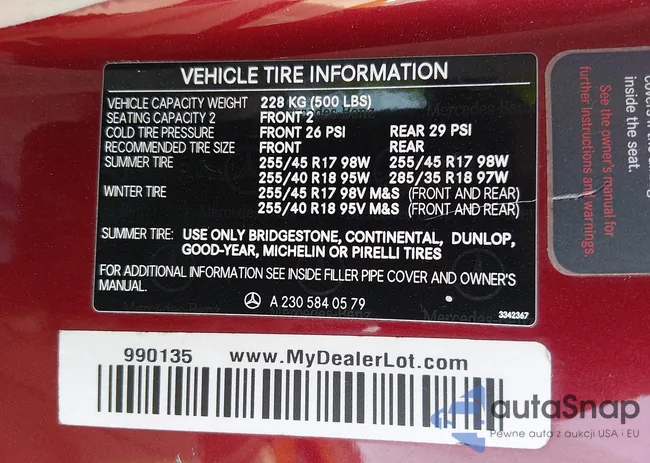 VEHICLE TIRE INFORMATION
VEHICLE CAPACITY WEIGHT 228 KG (500 LBS)
SEATING CAPACITY 2 FRONT 2
COLD TIRE PRESSURE FRONT 26 PSI REAR 29 PSI
RECOMMENDED TIRE SIZE FRONT REAR
SUMMER TIRE 255/45 R17 98W 255/45 R17 98W
255/40 R18 95W 285/35 R18 97W
WINTER TIRE 255/45 R17 98V M&S (FRONT AND REAR)
255/40 R18 95V M&S (FRONT AND REAR)
SUMMER TIRE: USE ONLY BRIDGESTONE, CONTINENTAL, DUNLOP,
GOOD-YEAR, MICHELIN OR PIRELLI TIRES
FOR ADDITIONAL INFORMATION SEE INSIDE FILLER PIPE COVER AND OWNER'S
MANUAL.
A 230 584 05 79
3342367
990135 www.MyDealerLot.com
See the owner's manual for
further instructions and warnings.
inside the seat.
autaSnap
Pewne auta z aukcji USA i EU